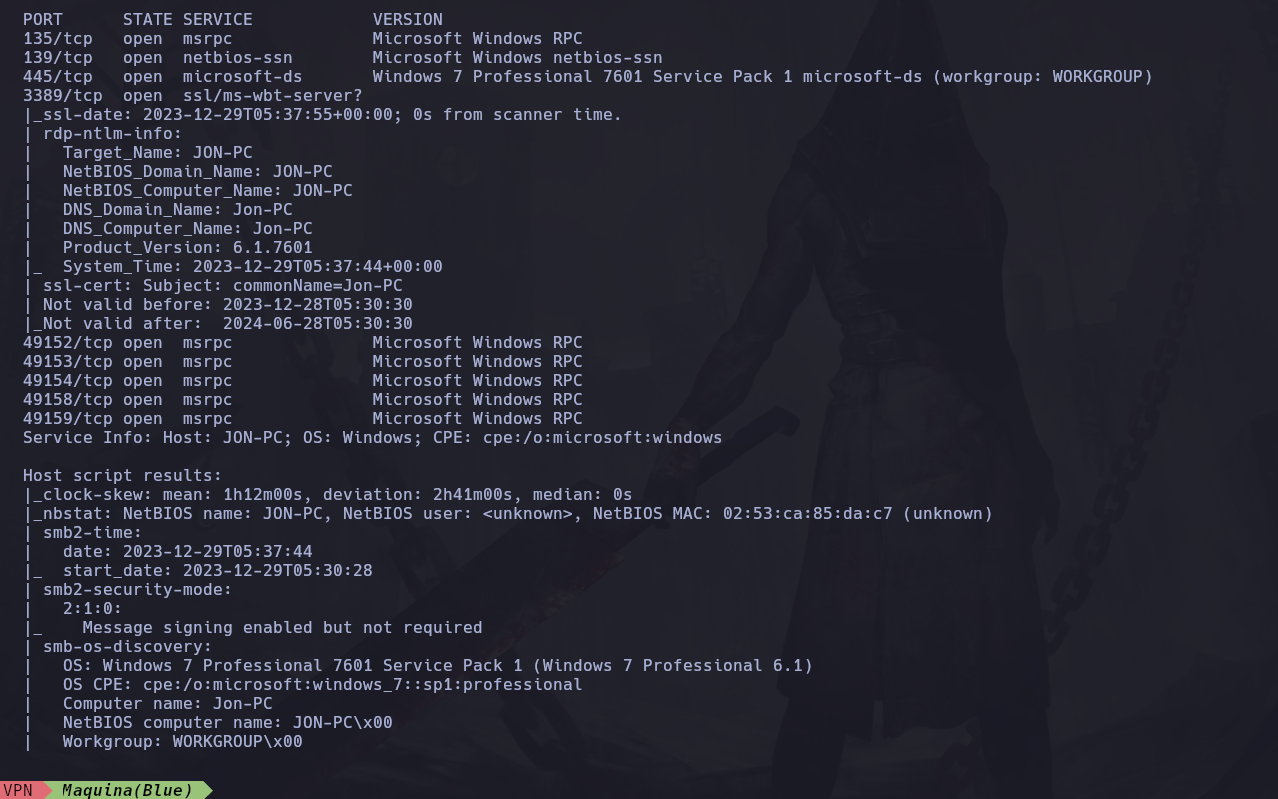 PORT      STATE SERVICE            VERSION
135/tcp   open  msrpc              Microsoft Windows RPC
139/tcp   open  netbios-ssn        Microsoft Windows netbios-ssn
445/tcp   open  microsoft-ds       Windows 7 Professional 7601 Service Pack 1 microsoft-ds (workgroup: WORKGROUP)
3389/tcp  open  ssl/ms-wbt-server?
|_ssl-date: 2023-12-29T05:37:55+00:00; 0s from scanner time.
| rdp-ntlm-info:
|   Target_Name: JON-PC
|   NetBIOS_Domain_Name: JON-PC
|   NetBIOS_Computer_Name: JON-PC
|   DNS_Domain_Name: Jon-PC
|   DNS_Computer_Name: Jon-PC
|   Product_Version: 6.1.7601
|_  System_Time: 2023-12-29T05:37:44+00:00
| ssl-cert: Subject: commonName=Jon-PC
| Not valid before: 2023-12-28T05:30:30
|_Not valid after:  2024-06-28T05:30:30
49152/tcp open  msrpc              Microsoft Windows RPC
49153/tcp open  msrpc              Microsoft Windows RPC
49154/tcp open  msrpc              Microsoft Windows RPC
49158/tcp open  msrpc              Microsoft Windows RPC
49159/tcp open  msrpc              Microsoft Windows RPC
Service Info: Host: JON-PC; OS: Windows; CPE: cpe:/o:microsoft:windows

Host script results:
|_clock-skew: mean: 1h12m00s, deviation: 2h41m00s, median: 0s
|_nbstat: NetBIOS name: JON-PC, NetBIOS user: <unknown>, NetBIOS MAC: 02:53:ca:85:da:c7 (unknown)
| smb2-time:
|   date: 2023-12-29T05:37:44
|_  start_date: 2023-12-29T05:30:28
| smb2-security-mode:
|   2:1:0:
|_    Message signing enabled but not required
| smb-os-discovery:
|   OS: Windows 7 Professional 7601 Service Pack 1 (Windows 7 Professional 6.1)
|   OS CPE: cpe:/o:microsoft:windows_7::sp1:professional
|   Computer name: Jon-PC
|   NetBIOS computer name: JON-PC\x00
|   Workgroup: WORKGROUP\x00
VPN Maquina(Blue)